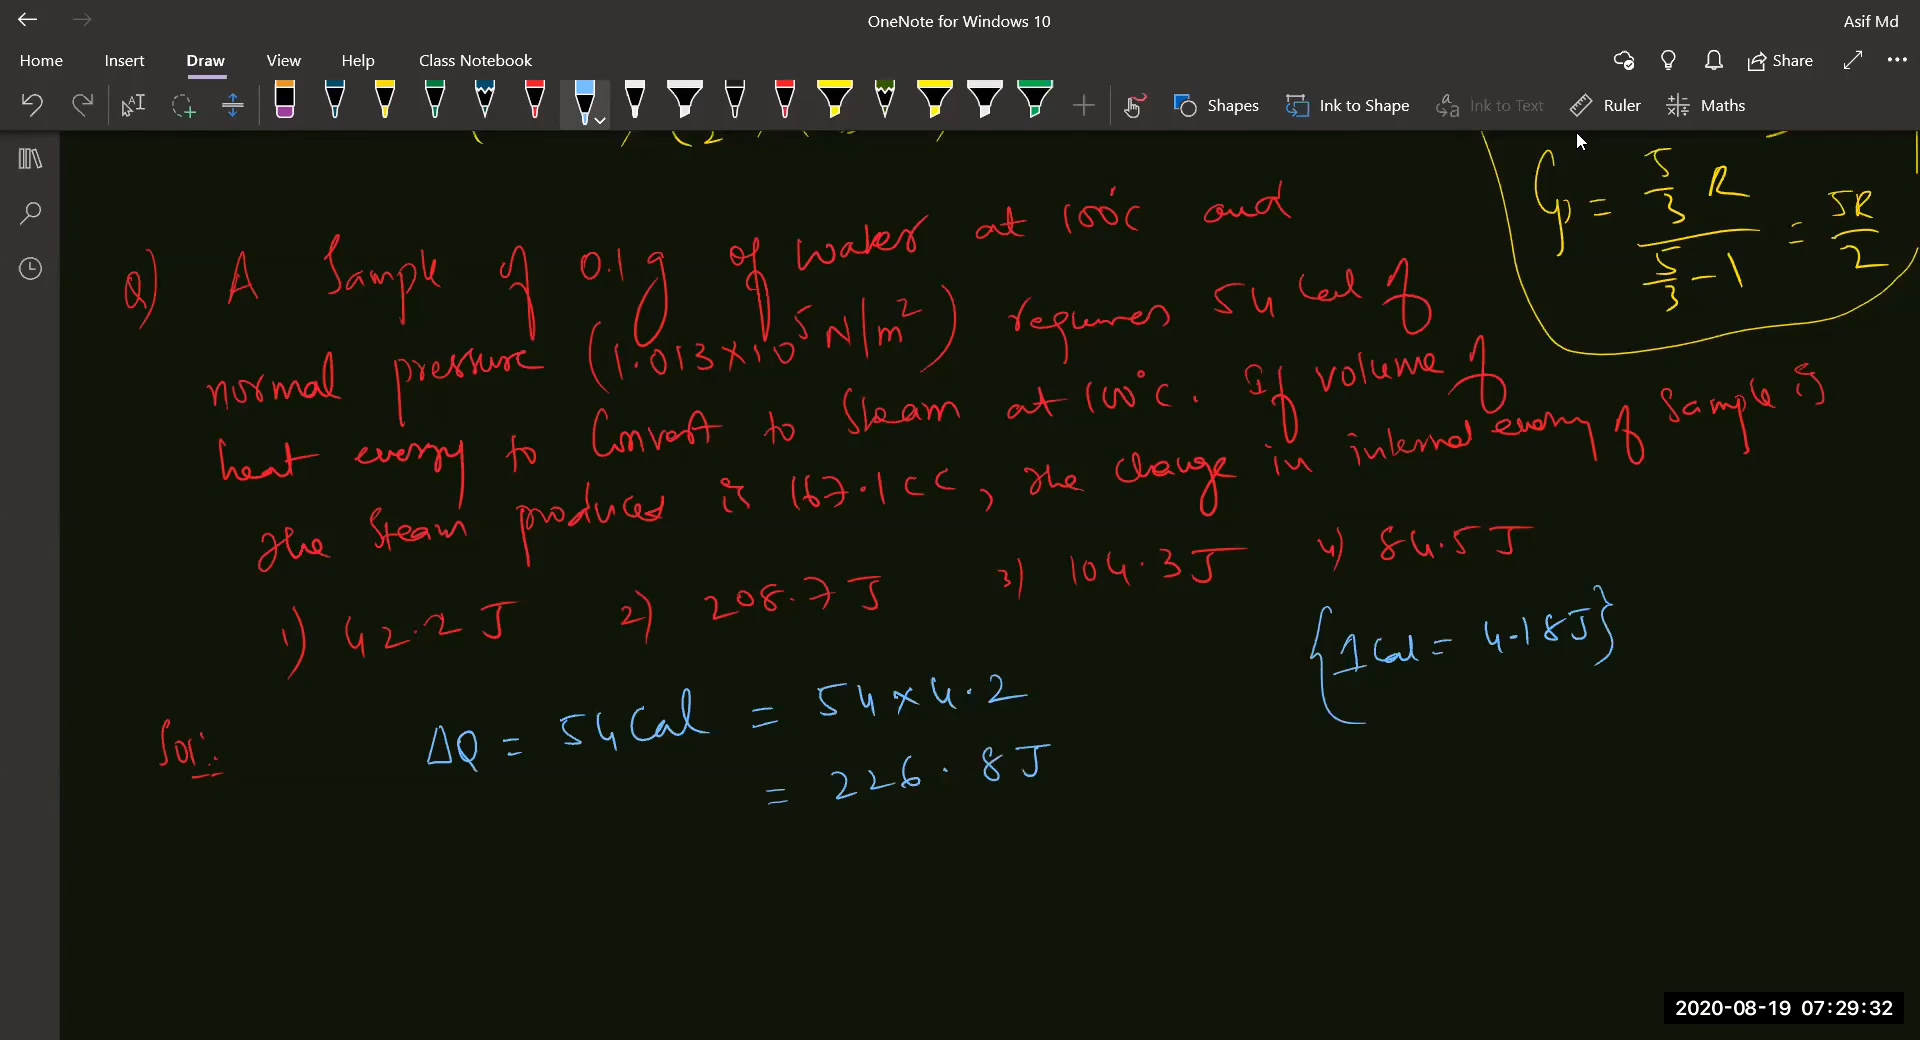 OneNote for Windows 10
Asif Md
Home Insert Draw View Help Class Notebook
Share
Shapes Ink to Shape Ink to Text Ruler Maths
Cp = 5/3 R / 5/3 - 1 = 5R/2
Q) A Sample of 0.1 g of water at 100°C and
normal pressure (1.013×10⁵ N/m²) requires 54 Cal of
heat energy to Convert to Steam at 100°C. If volume of
the Steam produced is 167.1 CC, the change in internal energy of Sample is
1) 42.2 J 2) 208.7 J 3) 104.3 J 4) 84.5 J
{1 Cal = 4.18 J}
Sol:
ΔQ = 54 Cal = 54 × 4.2
= 226.8 J
2020-08-19 07:29:32